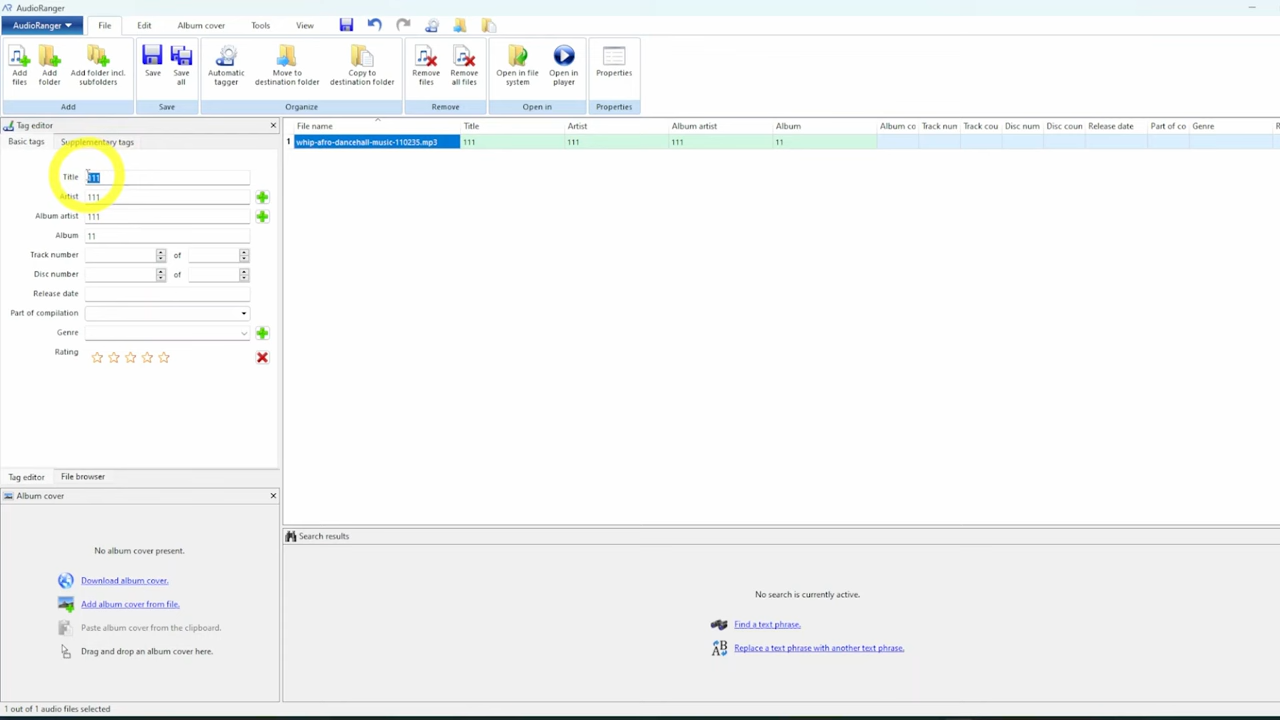 AudioRanger
AudioRanger File Edit Album cover Tools View
Add files Add folder Add folder incl. subfolders Save Save all Automatic tagger Move to destination folder Copy to destination folder Remove files Remove all files Open in file system Open in player Properties
Add Save Organize Remove Open in Properties
Tag editor
Basic tags Supplementary tags
File name Title Artist Album artist Album Album co Track num Track cou Disc num Disc coun Release date Part of co Genre R
1 whip-afro-dancehall-music-110235.mp3 111 111 111 11
Title 111
Artist 111
Album artist 111
Album 11
Track number of
Disc number of
Release date
Part of compilation
Genre
Rating
Tag editor File browser
Album cover
No album cover present.
Download album cover.
Add album cover from file.
Paste album cover from the clipboard.
Drag and drop an album cover here.
Search results
No search is currently active.
Find a text phrase.
Replace a text phrase with another text phrase.
1 out of 1 audio files selected